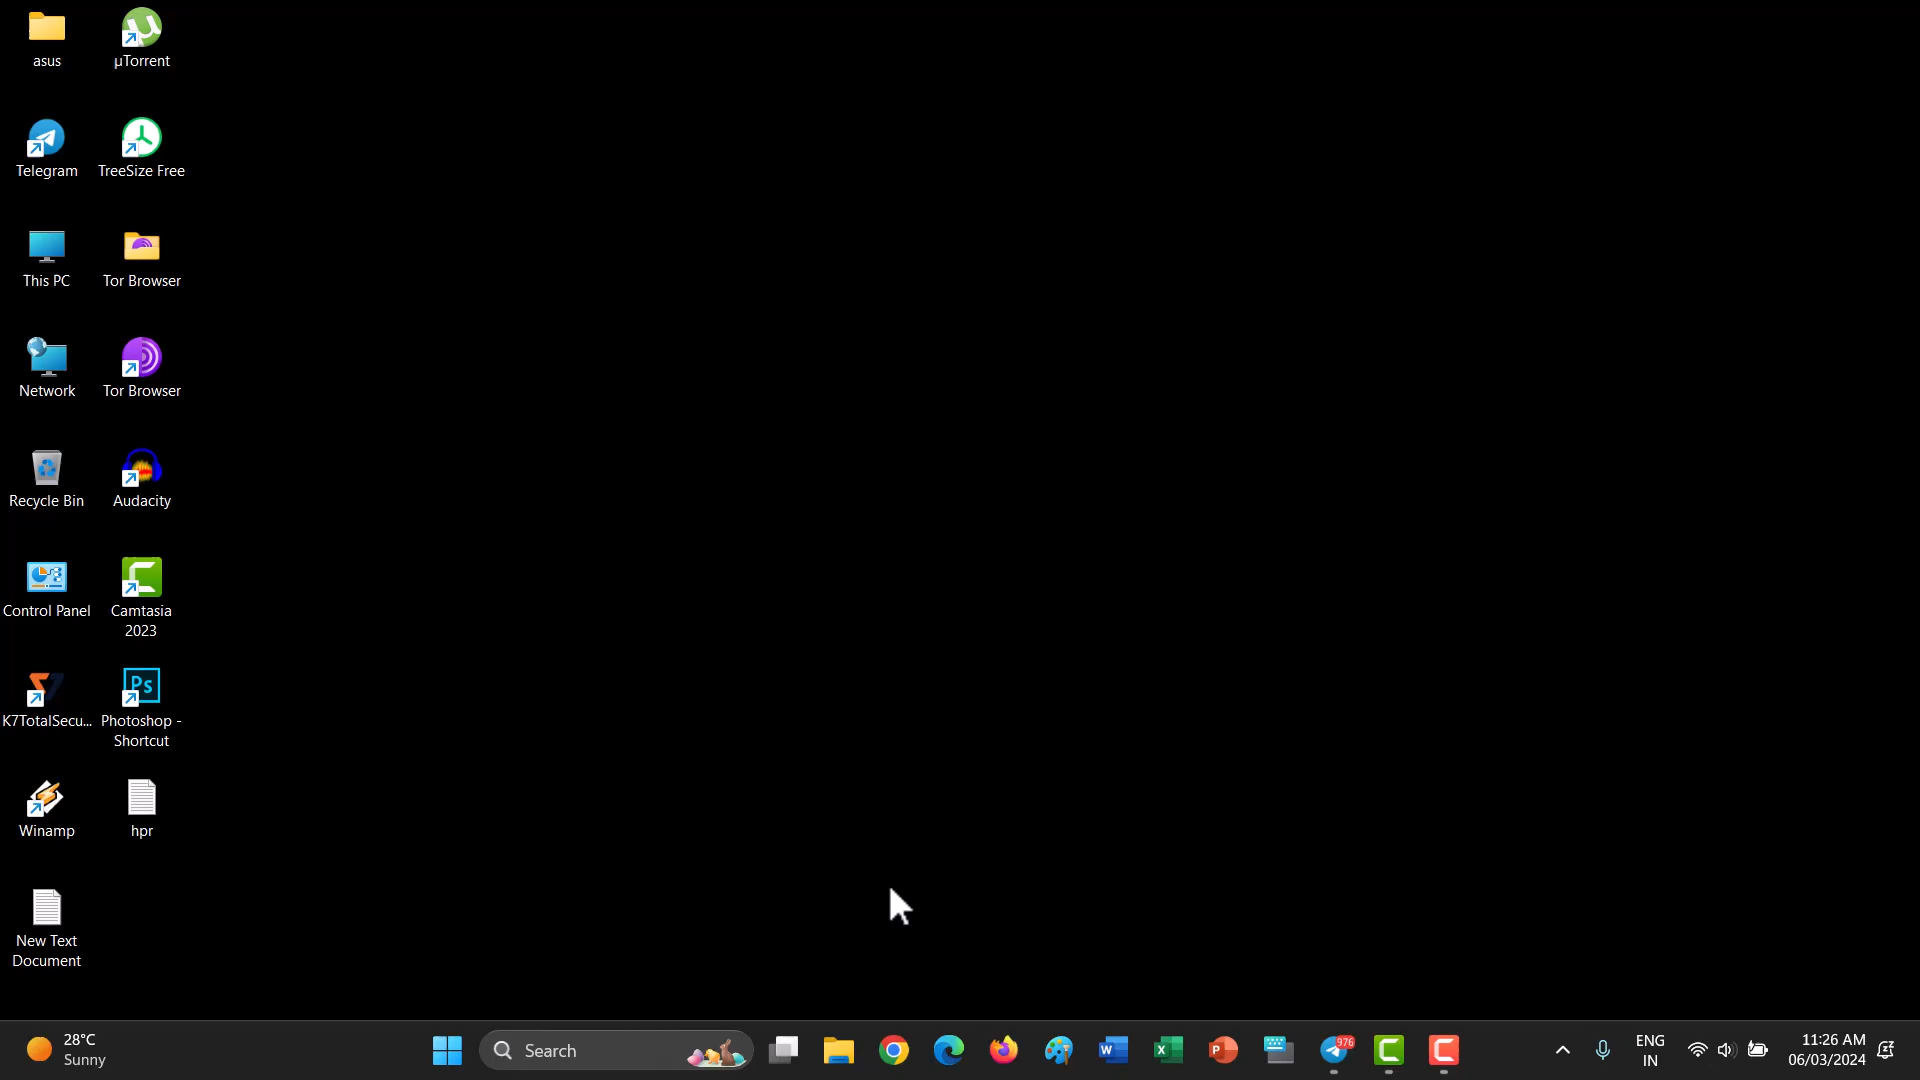 asus
µTorrent
Telegram
TreeSize Free
This PC
Tor Browser
Network
Tor Browser
Recycle Bin
Audacity
Control Panel
Camtasia
2023
K7TotalSecu...
Ps
Photoshop -
Shortcut
Winamp
hpr
New Text
Document
28°C
Sunny
Search
976
ENG
IN
11:26 AM
06/03/2024